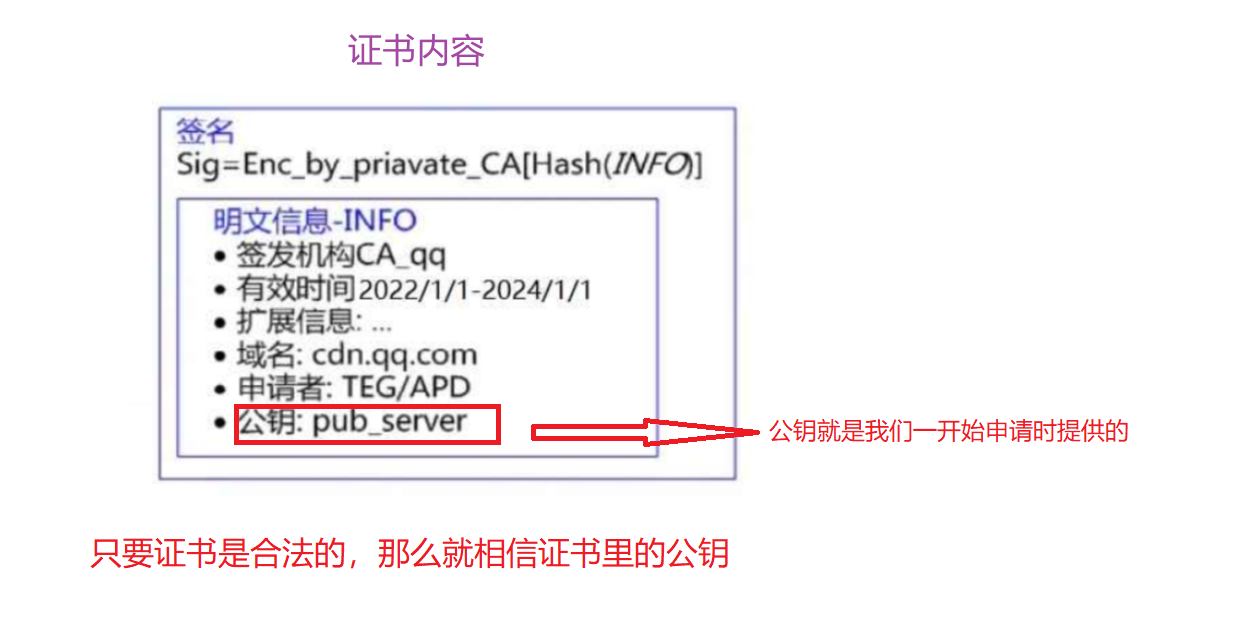 证书内容
签名
Sig=Enc_by_priavate_CA[Hash(INFO)]
明文信息-INFO
• 签发机构CA_qq
• 有效时间2022/1/1-2024/1/1
• 扩展信息: ...
• 域名: cdn.qq.com
• 申请者: TEG/APD
• 公钥: pub_server
公钥就是我们一开始申请时提供的
只要证书是合法的，那么就相信证书里的公钥